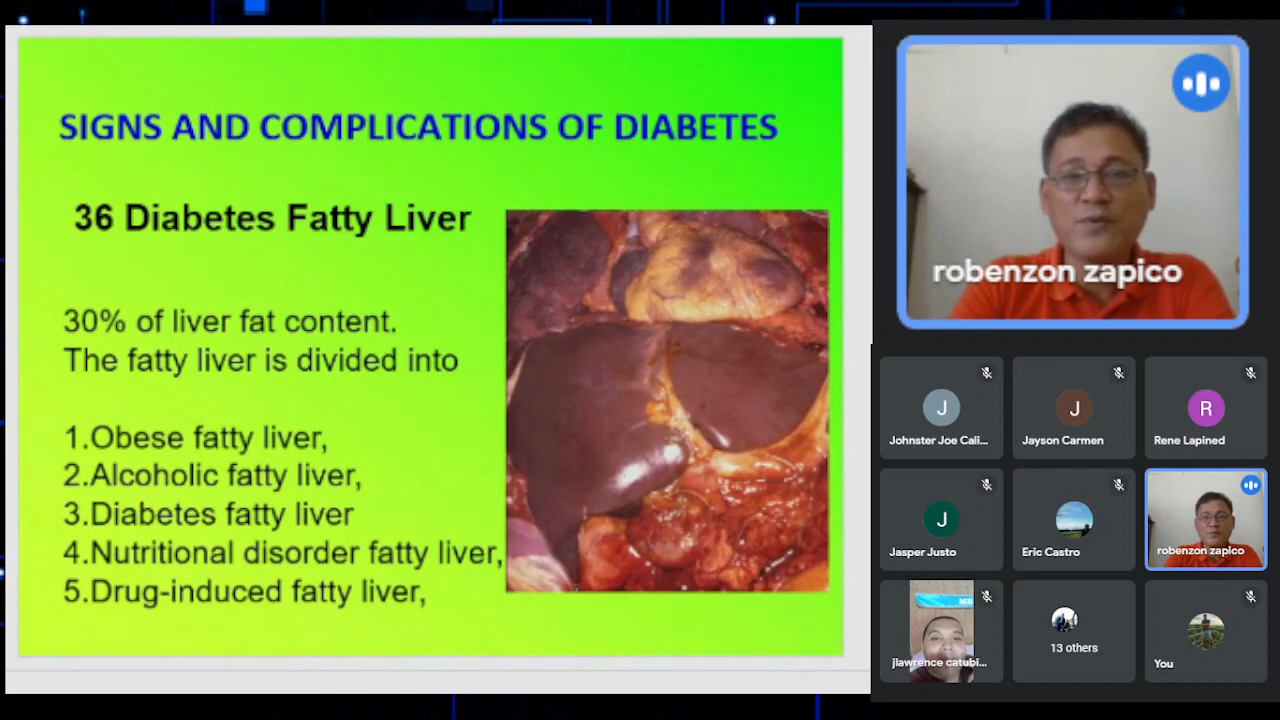 SIGNS AND COMPLICATIONS OF DIABETES
36 Diabetes Fatty Liver
30% of liver fat content.
The fatty liver is divided into
1.Obese fatty liver,
2.Alcoholic fatty liver,
3.Diabetes fatty liver
4.Nutritional disorder fatty liver,
5.Drug-induced fatty liver,
robenzon zapico
J
Johnster Joe Cali...
J
Jayson Carmen
R
Rene Lapined
J
Jasper Justo
Eric Castro
robenzon zapico
jlawrence catubi...
13 others
You